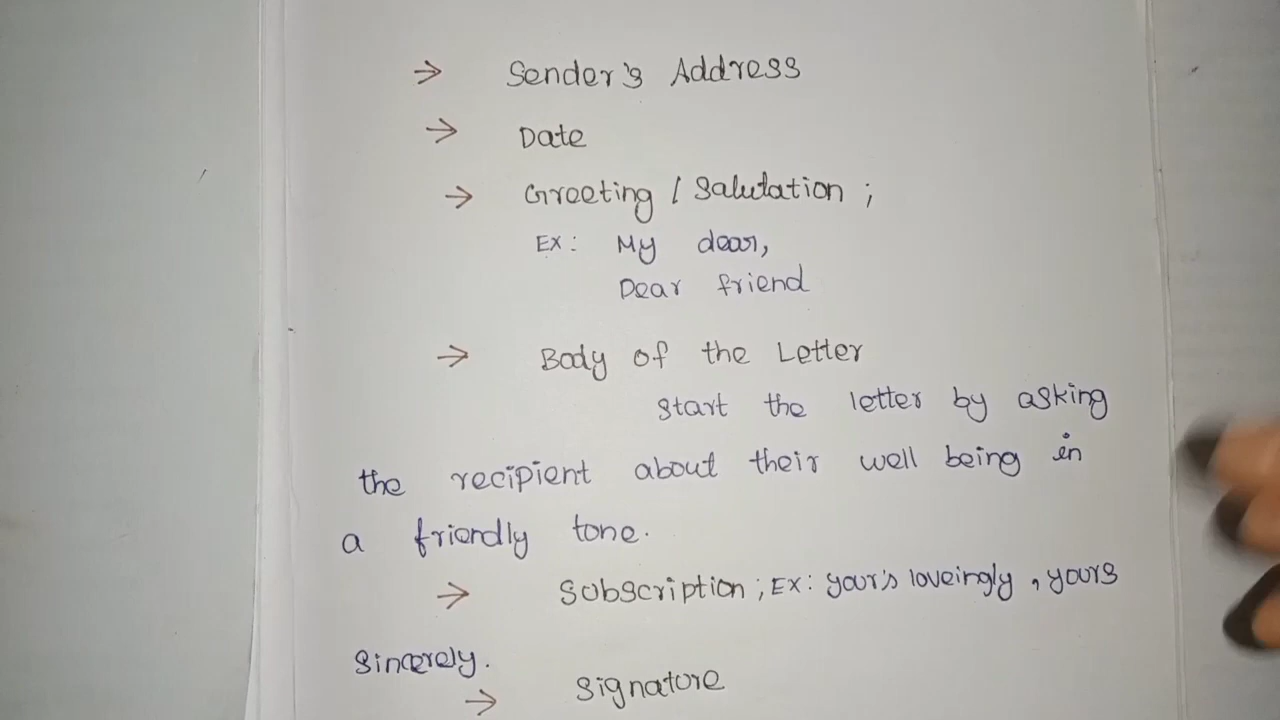 → Sender's Address
→ Date
→ Greeting / Salutation ;
Ex : My dear,
Dear friend
→ Body of the Letter
start the letter by asking
the recipient about their well being in
a friendly tone.
→ Subscription ; Ex : your's loveingly , yours
sincerely.
→ signature